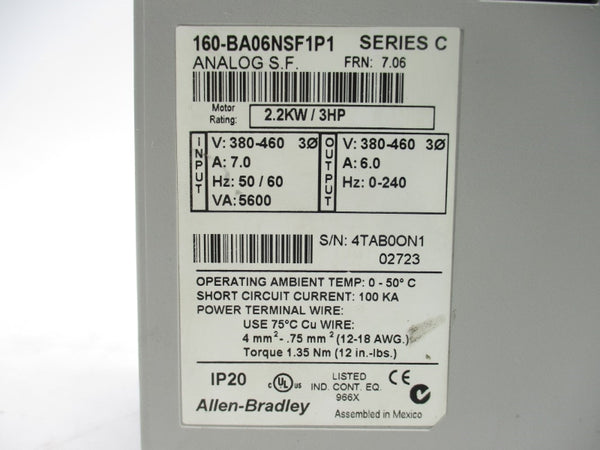 160-BA06NSF1P1 SERIES C
ANALOG S.F. FRN: 7.06
Motor Rating: 2.2KW / 3HP
INPUT
V: 380-460 3Ø
A: 7.0
Hz: 50 / 60
VA: 5600
OUTPUT
V: 380-460 3Ø
A: 6.0
Hz: 0-240
S/N: 4TAB0ON1
02723
OPERATING AMBIENT TEMP: 0 - 50° C
SHORT CIRCUIT CURRENT: 100 KA
POWER TERMINAL WIRE:
USE 75°C Cu WIRE:
4 mm²- .75 mm² (12-18 AWG.)
Torque 1.35 Nm (12 in.-lbs.)
IP20
c UL us
LISTED
IND. CONT. EQ.
966X
CE
Allen-Bradley
Assembled in Mexico